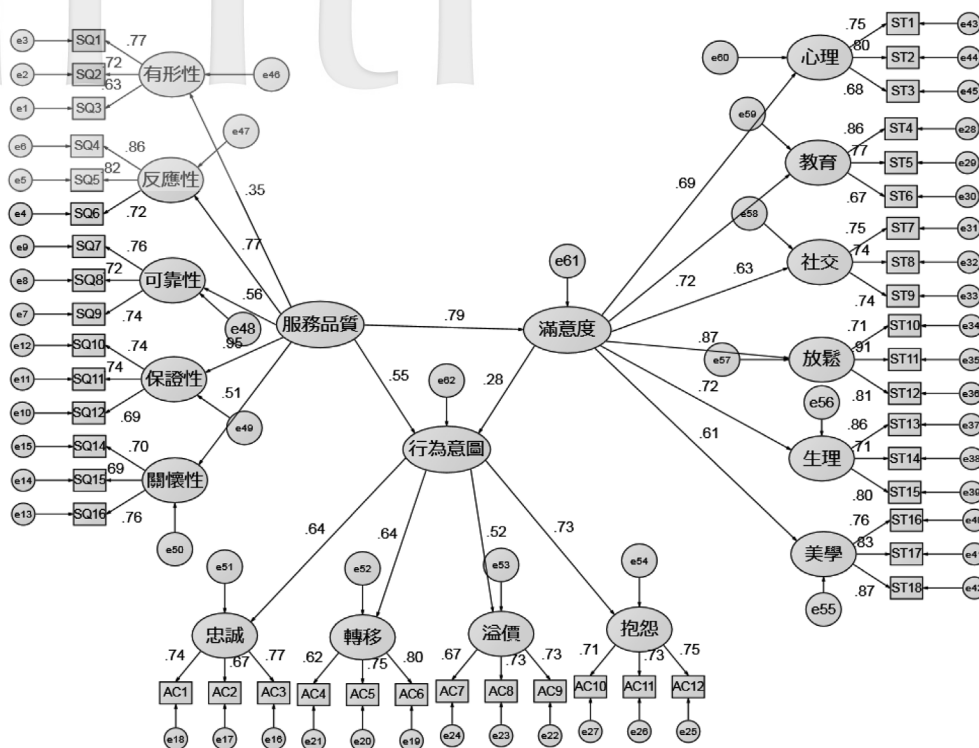 e3 SQ1 .77
e2 SQ2 .72 有形性 e46
e1 SQ3 .63
e47
e6 SQ4 .86
e5 SQ5 .82 反應性
e4 SQ6 .72
.35
.77
e9 SQ7 .76
e8 SQ8 .72 可靠性 .56
e7 SQ9 .74 e48
e12 SQ10 .74 .95
e11 SQ11 .74 保證性 .51
e10 SQ12 .69 e49
e15 SQ14 .70
e14 SQ15 .69 關懷性
e13 SQ16 .76
e50
服務品質 .79 滿意度 e61
.55 e62 .28
行為意圖
.64 .64 .52 .73
e51 e52 e53 e54
忠誠 轉移 溢價 抱怨
.74 .67 .77 .62 .75 .80 .67 .73 .73 .71 .73 .75
AC1 AC2 AC3 AC4 AC5 AC6 AC7 AC8 AC9 AC10 AC11 AC12
e18 e17 e16 e21 e20 e19 e24 e23 e22 e27 e26 e25
.75 ST1 e43
e60 心理 .80 ST2 e44
.68 ST3 e45
e59 .86 ST4 e28
教育 .77 ST5 e29
.69 .67 ST6 e30
e58 .75 ST7 e31
.72 .63 社交 .74 ST8 e32
.74 ST9 e33
.87 .71 ST10 e34
e57 放鬆 .91 ST11 e35
.72 .81 ST12 e36
e56 .86 ST13 e37
生理 .71 ST14 e38
.61 .80 ST15 e39
.76 ST16
美學 .83 ST17
e55 .87 ST18